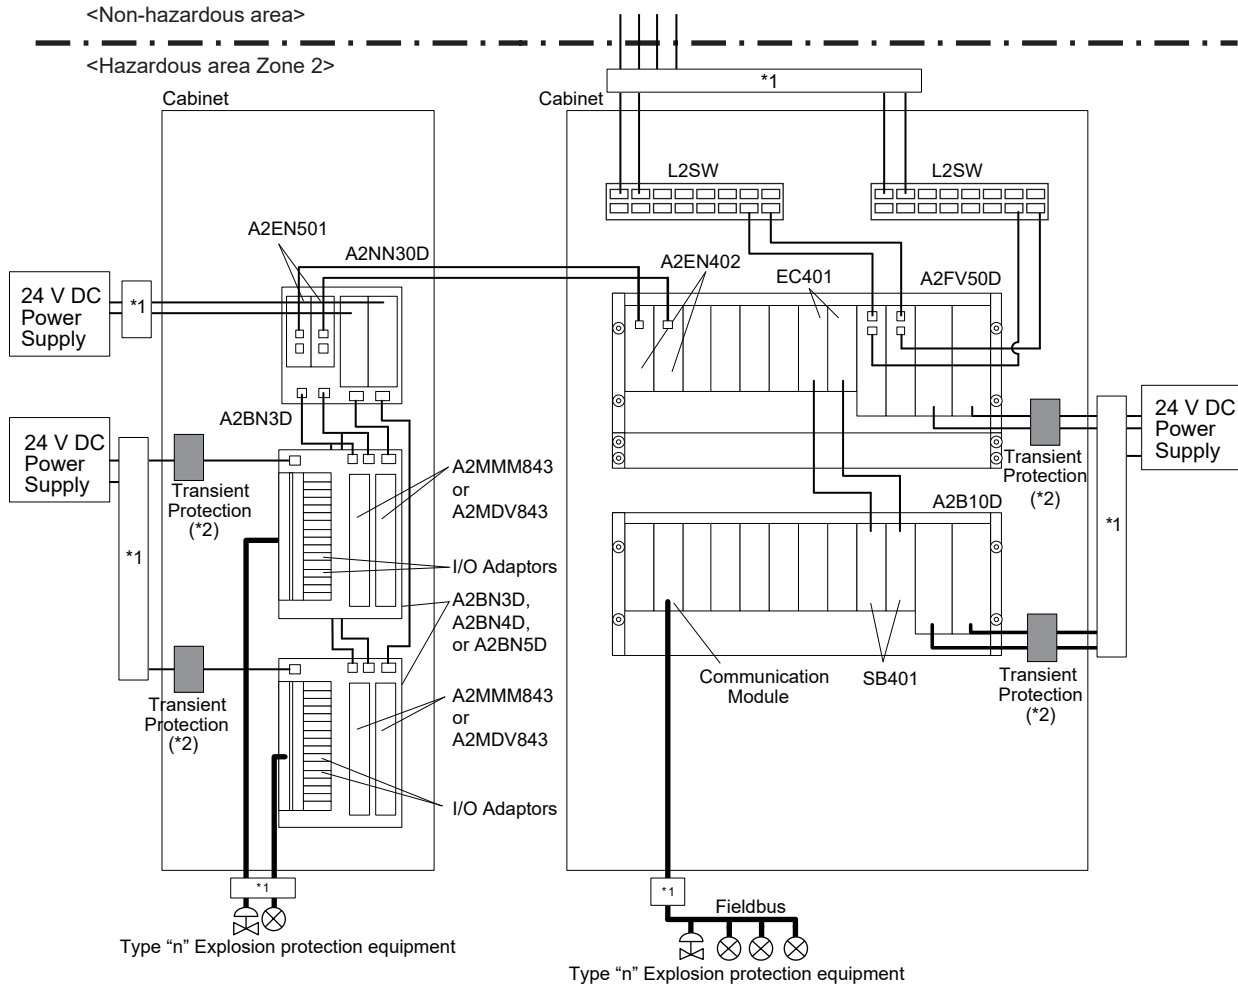 <Non-hazardous area>
<Hazardous area Zone 2>
*1
Cabinet
Cabinet
L2SW
L2SW
A2EN501
A2NN30D
A2EN402
EC401
A2FV50D
24 V DC
Power
Supply
*1
A2BN3D
24 V DC
Power
Supply
Transient
Protection
(*2)
*1
A2MMM843
or
A2MDV843
I/O Adaptors
A2BN3D,
A2BN4D,
or A2BN5D
Transient
Protection
(*2)
A2MMM843
or
A2MDV843
I/O Adaptors
24 V DC
Power
Supply
Transient
Protection
(*2)
A2B10D
*1
Communication
Module
SB401
Transient
Protection
(*2)
*1
Type “n” Explosion protection equipment
*1
Fieldbus
Type “n” Explosion protection equipment